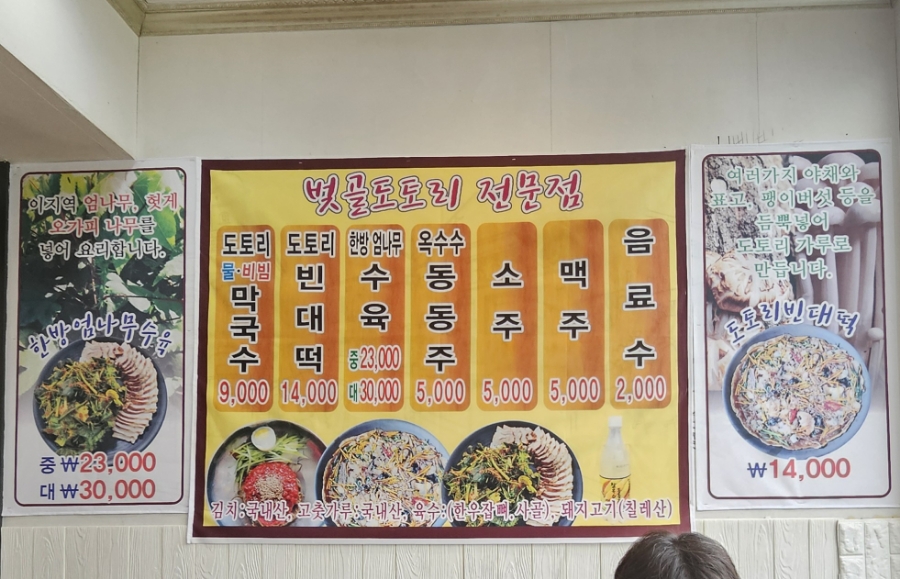 이지역 엄나무, 헛게
오가피 나무를
넣어 요리합니다.
한방엄나무수육
중 ₩23,000
대 ₩30,000
벗골도토리 전문점
도토리 물·비빔 막국수 9,000
도토리 빈대떡 14,000
한방 엄나무 수육 중 23,000 대 30,000
옥수수 동동주 5,000
소주 5,000
맥주 5,000
음료수 2,000
김치:국내산, 고춧가루:국내산, 육수:(한우잡뼈.사골)., 돼지고기(칠레산)
여러가지 야채와
표고, 팽이버섯 등을
듬뿍넣어
도토리 가루로
만듭니다.
도토리빈대떡
₩14,000